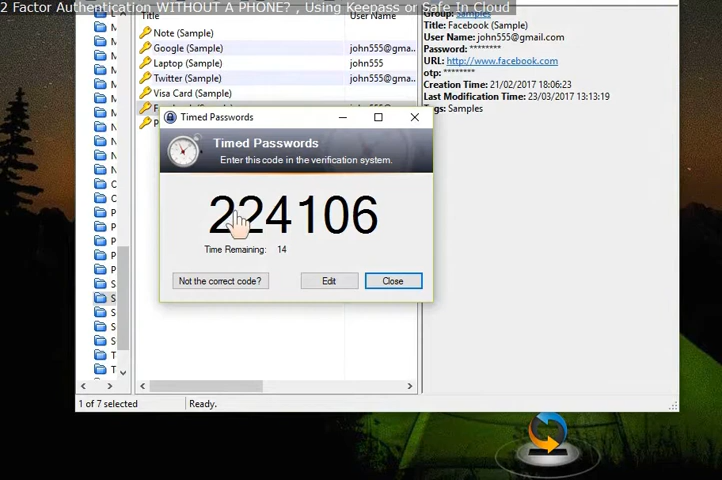 2 Factor Authentication WITHOUT A PHONE? , Using Keepass or Safe In Cloud
Title
User Name
Note (Sample)
Google (Sample) john555@gma...
Laptop (Sample) john555
Twitter (Sample) john555@gma...
Visa Card (Sample)
Group: Samples
Title: Facebook (Sample)
User Name: john555@gmail.com
Password: ********
URL: http://www.facebook.com
otp: ********
Creation Time: 21/02/2017 18:06:23
Last Modification Time: 23/03/2017 13:13:19
Tags: Samples
Timed Passwords
Timed Passwords
Enter this code in the verification system.
224106
Time Remaining: 14
Not the correct code?
Edit
Close
1 of 7 selected
Ready.